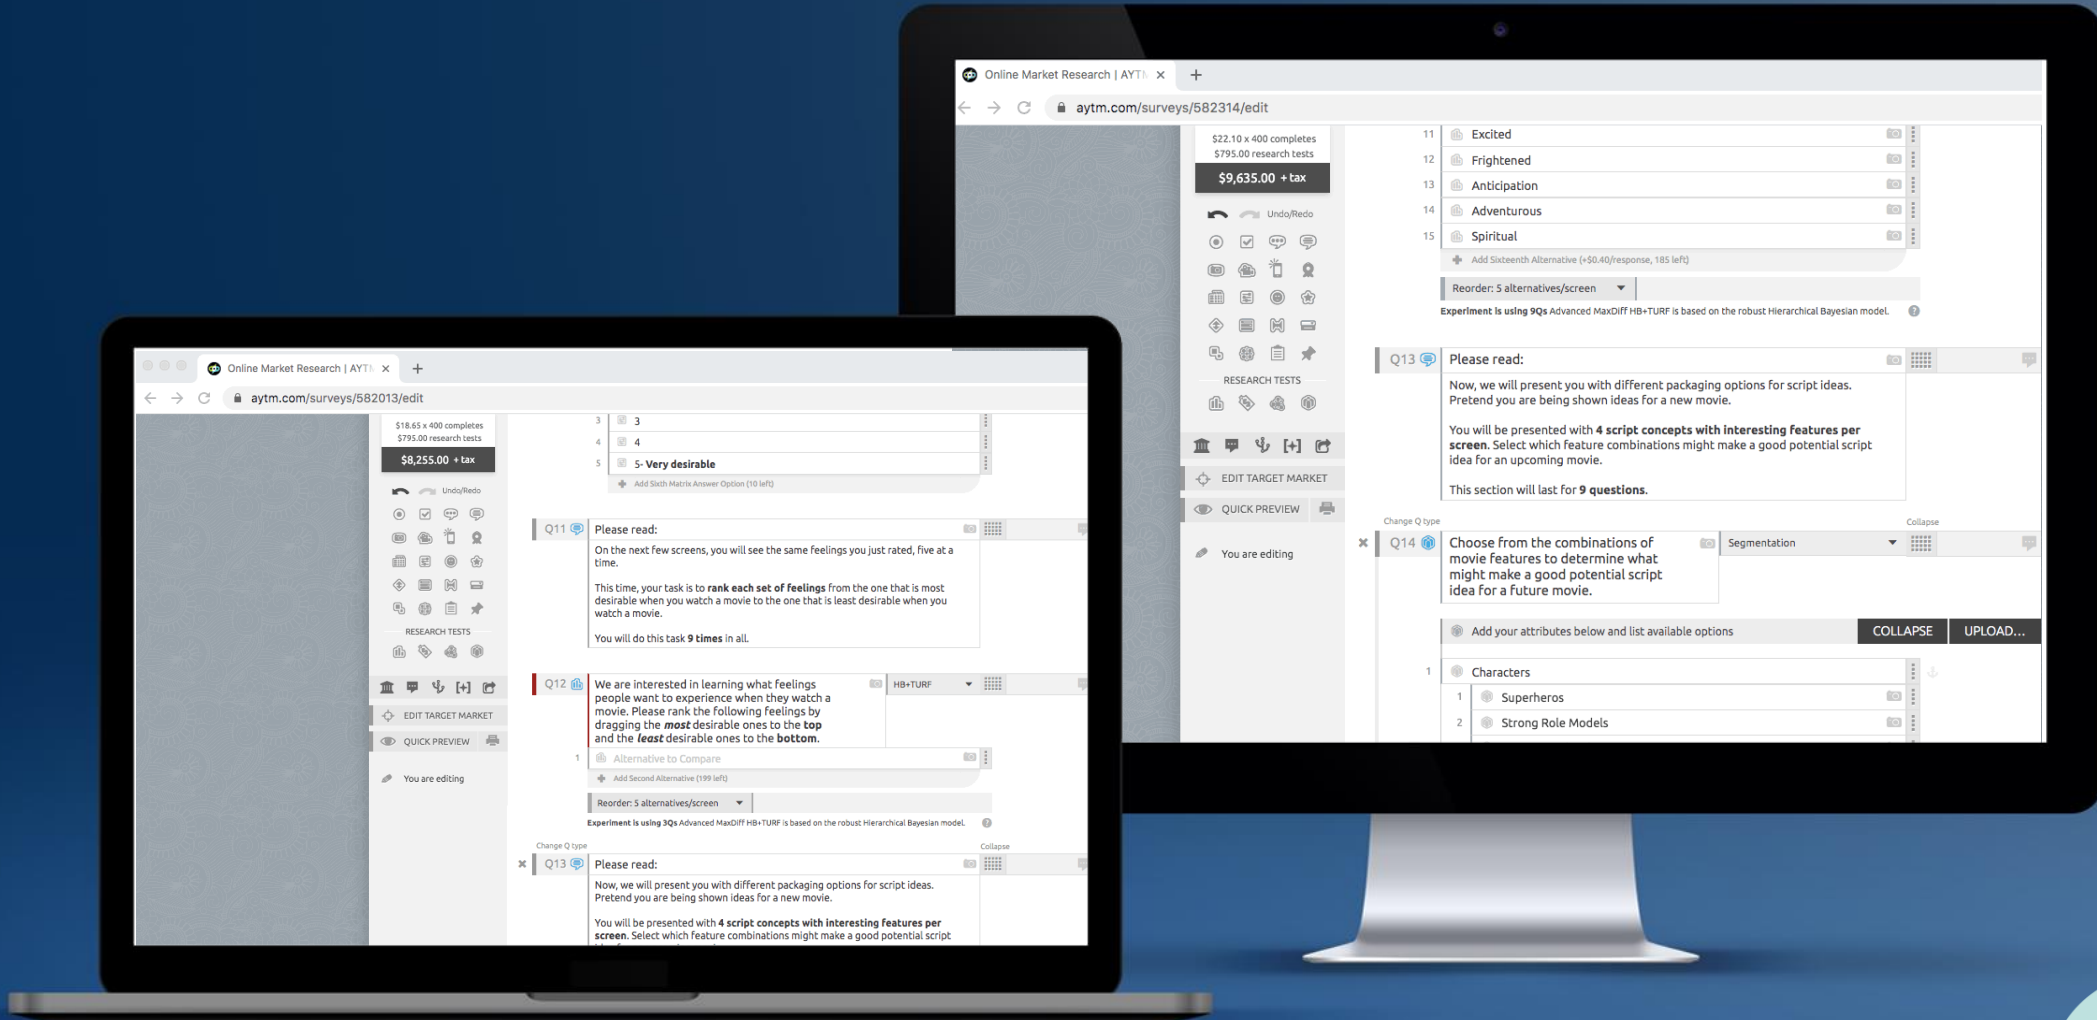 Online Market Research | AYTM
aytm.com/surveys/582314/edit
$22.10 x 400 completes
$795.00 research tests
$9,635.00 + tax
Undo/Redo
RESEARCH TESTS
EDIT TARGET MARKET
QUICK PREVIEW
You are editing
11 Excited
12 Frightened
13 Anticipation
14 Adventurous
15 Spiritual
Add Sixteenth Alternative (+$0.40/response, 185 left)
Reorder: 5 alternatives/screen
Experiment is using 9Qs Advanced MaxDiff HB+TURF is based on the robust Hierarchical Bayesian model.
Q13 Please read:
Now, we will present you with different packaging options for script ideas.
Pretend you are being shown ideas for a new movie.
You will be presented with 4 script concepts with interesting features per
screen. Select which feature combinations might make a good potential script
idea for an upcoming movie.
This section will last for 9 questions.
Change Q type
Collapse
Q14 Choose from the combinations of
movie features to determine what
might make a good potential script
idea for a future movie.
Segmentation
Add your attributes below and list available options
COLLAPSE
UPLOAD...
1 Characters
1 Superheros
2 Strong Role Models
Online Market Research | AYT
aytm.com/surveys/582013/edit
$18.65 x 400 completes
$795.00 research tests
$8,255.00 + tax
Undo/Redo
RESEARCH TESTS
EDIT TARGET MARKET
QUICK PREVIEW
You are editing
3 3
4 4
5 5- Very desirable
Add Sixth Matrix Answer Option (10 left)
Q11 Please read:
On the next few screens, you will see the same feelings you just rated, five at a
time.
This time, your task is to rank each set of feelings from the one that is most
desirable when you watch a movie to the one that is least desirable when you
watch a movie.
You will do this task 9 times in all.
Q12 We are interested in learning what feelings
people want to experience when they watch a
movie. Please rank the following feelings by
dragging the most desirable ones to the top
and the least desirable ones to the bottom.
HB+TURF
1 Alternative to Compare
Add Second Alternative (199 left)
Reorder: 5 alternatives/screen
Experiment is using 3Qs Advanced MaxDiff HB+TURF is based on the robust Hierarchical Bayesian model.
Change Q type
Collapse
Q13 Please read:
Now, we will present you with different packaging options for script ideas.
Pretend you are being shown ideas for a new movie.
You will be presented with 4 script concepts with interesting features per
screen. Select which feature combinations might make a good potential script